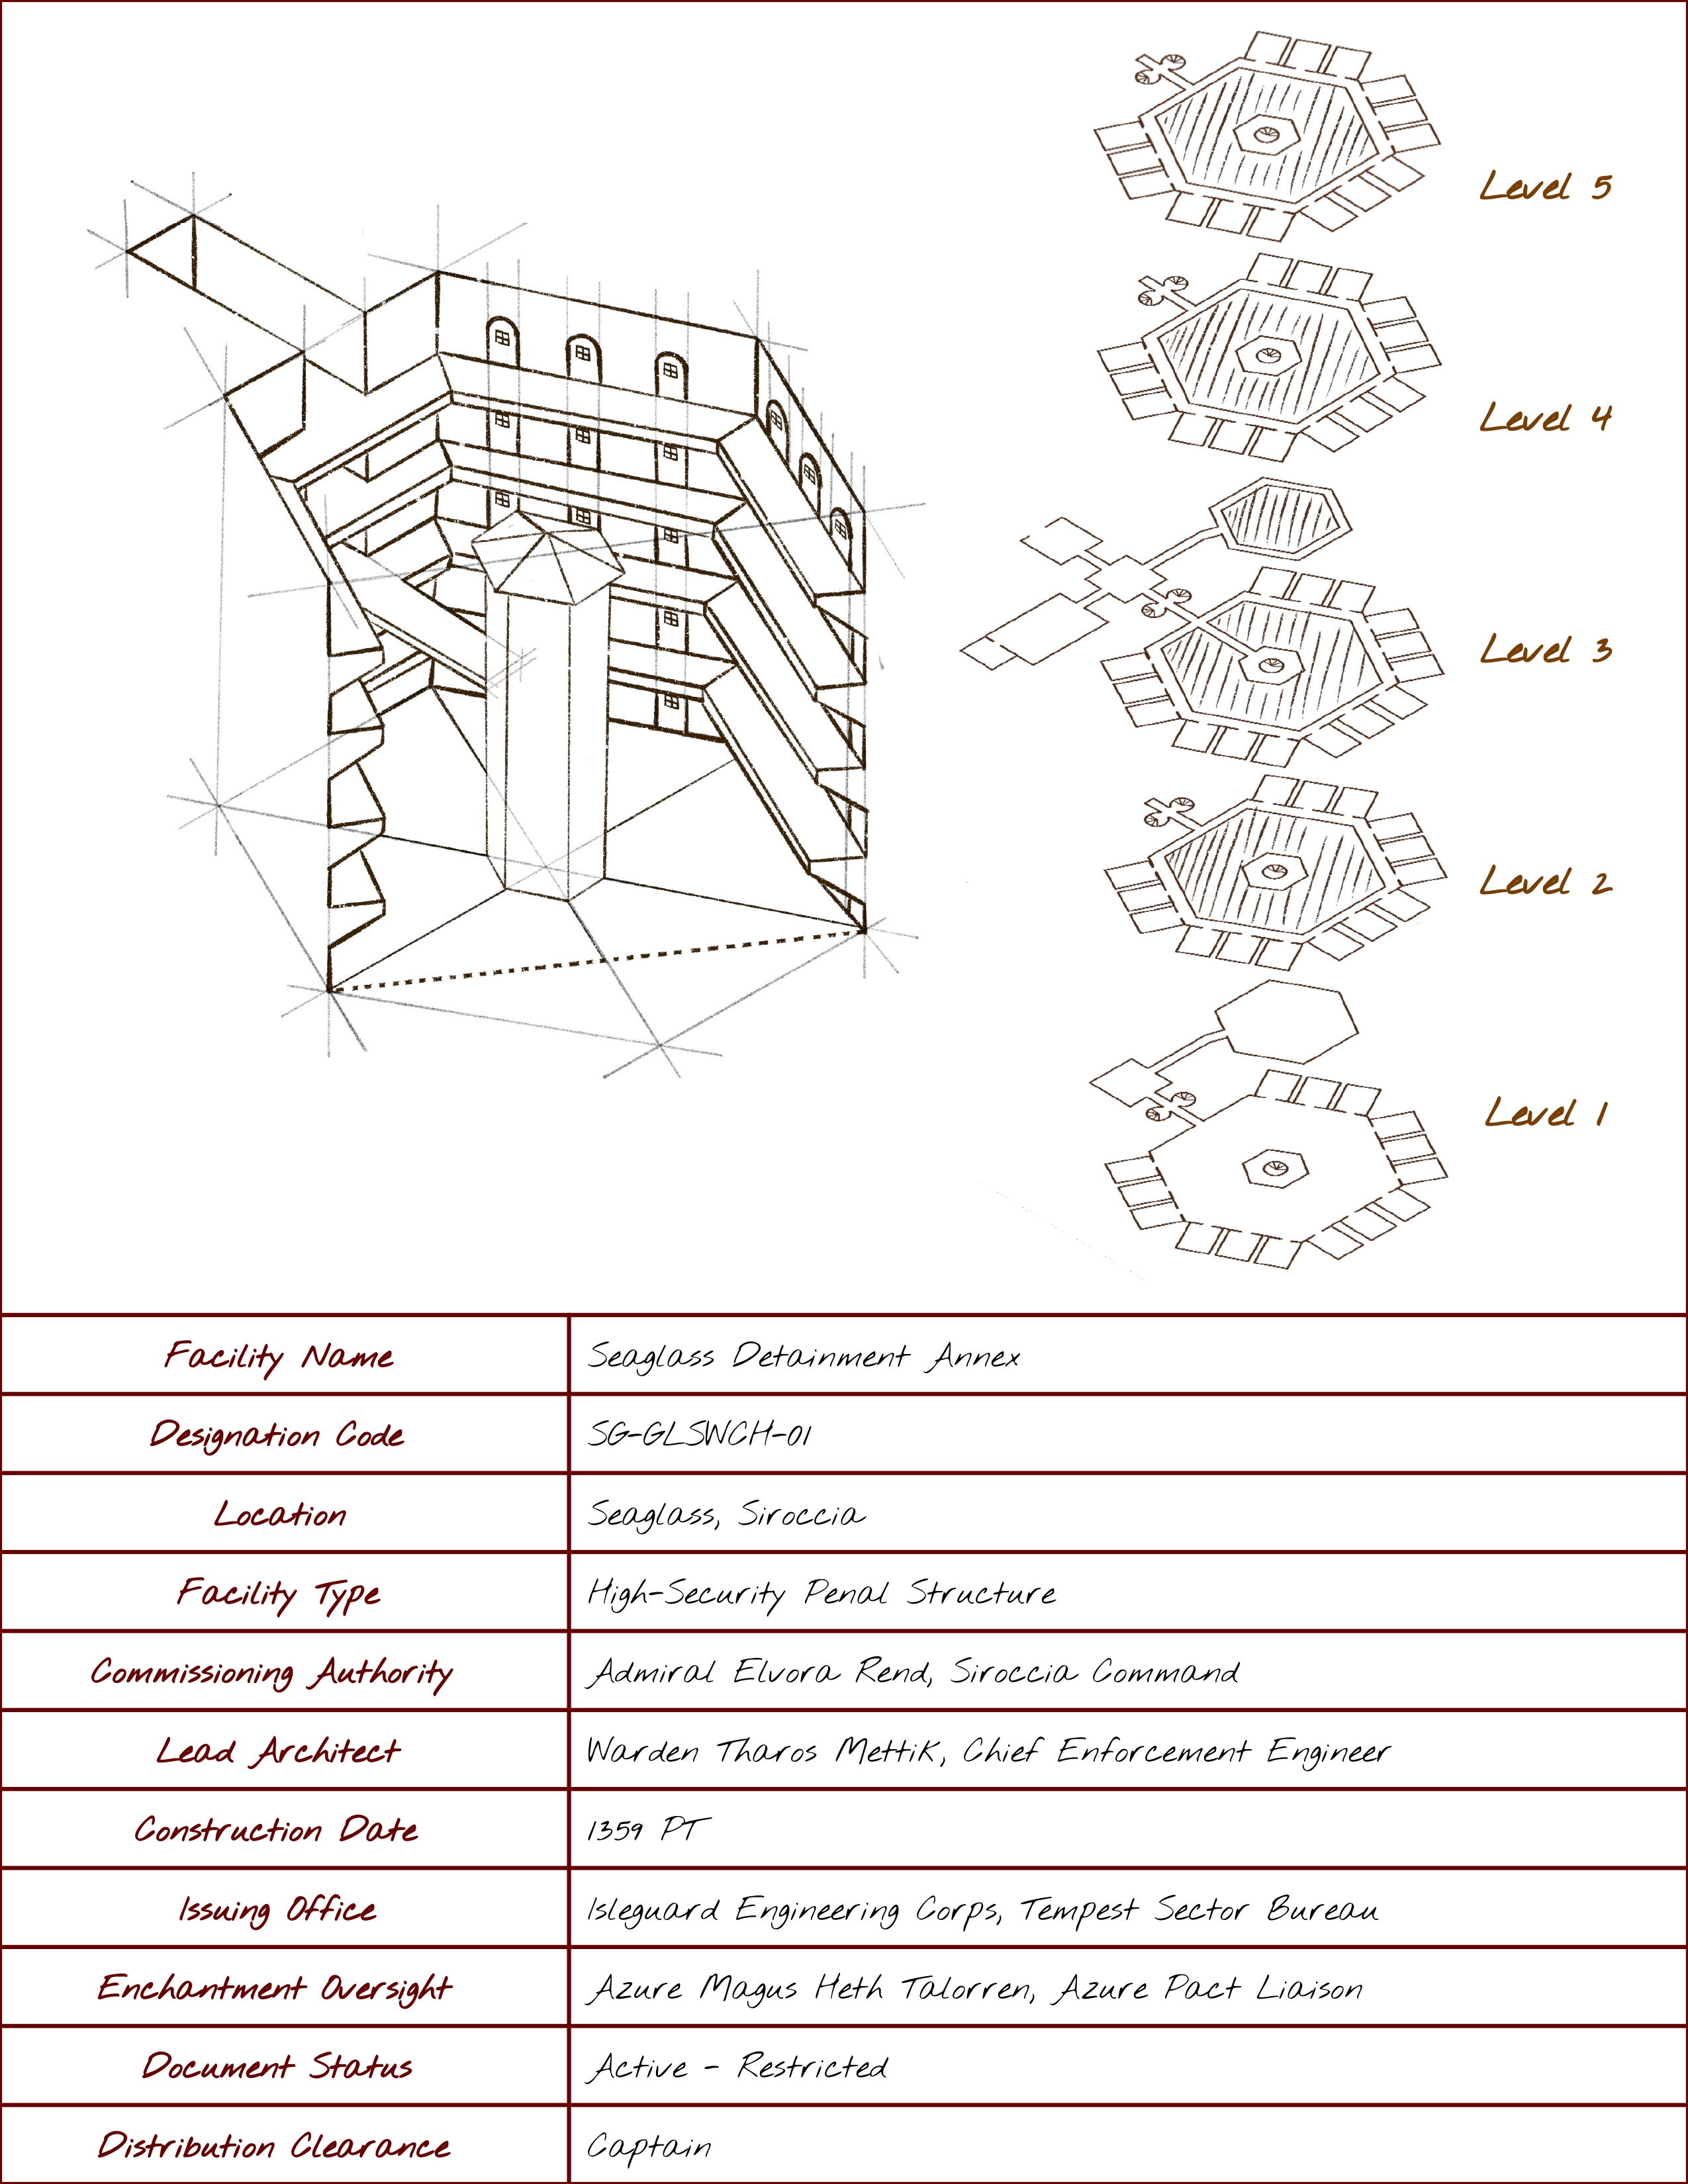 Level 5
Level 4
Level 3
Level 2
Level 1
Facility Name Seaglass Detainment Annex
Designation Code SG-GLSWCH-01
Location Seaglass, Siroccia
Facility Type High-Security Penal Structure
Commissioning Authority Admiral Elvora Rend, Siroccia Command
Lead Architect Warden Tharos Mettik, Chief Enforcement Engineer
Construction Date 1359 PT
Issuing Office Isleguard Engineering Corps, Tempest Sector Bureau
Enchantment Oversight Azure Magus Heth Talorren, Azure Pact Liaison
Document Status Active - Restricted
Distribution Clearance Captain